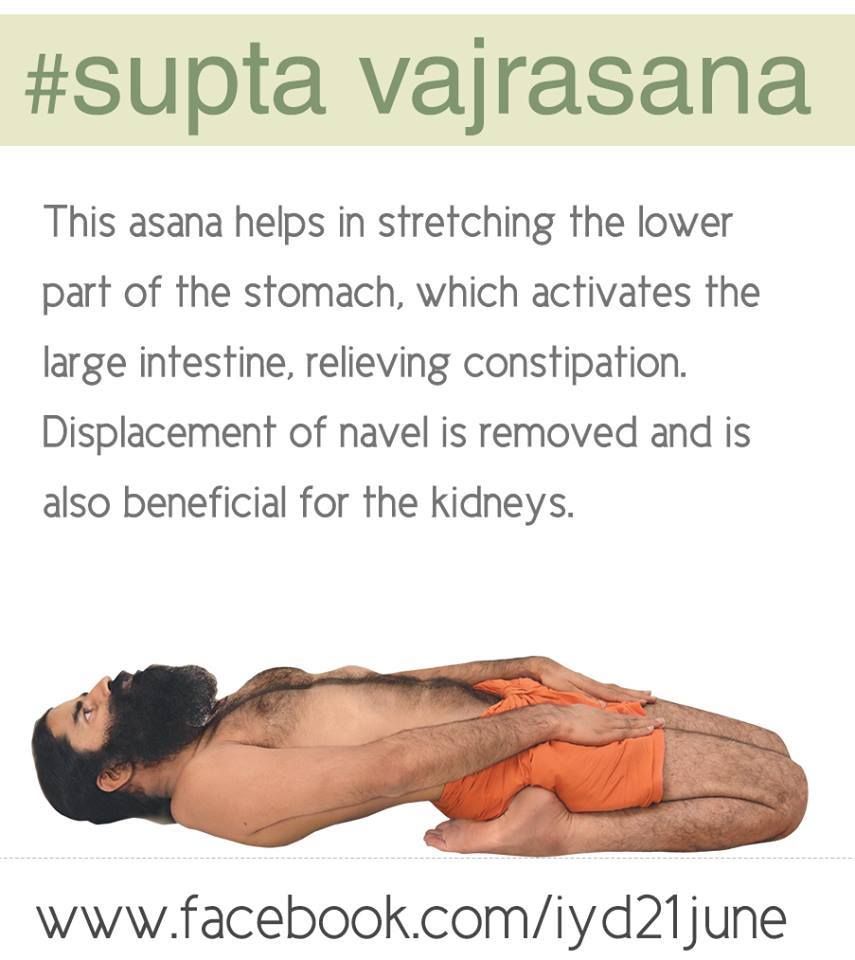 #supta vajrasana
This asana helps in stretching the lower
part of the stomach, which activates the
large intestine, relieving constipation.
Displacement of navel is removed and is
also beneficial for the kidneys.
www.facebook.com/iyd21june